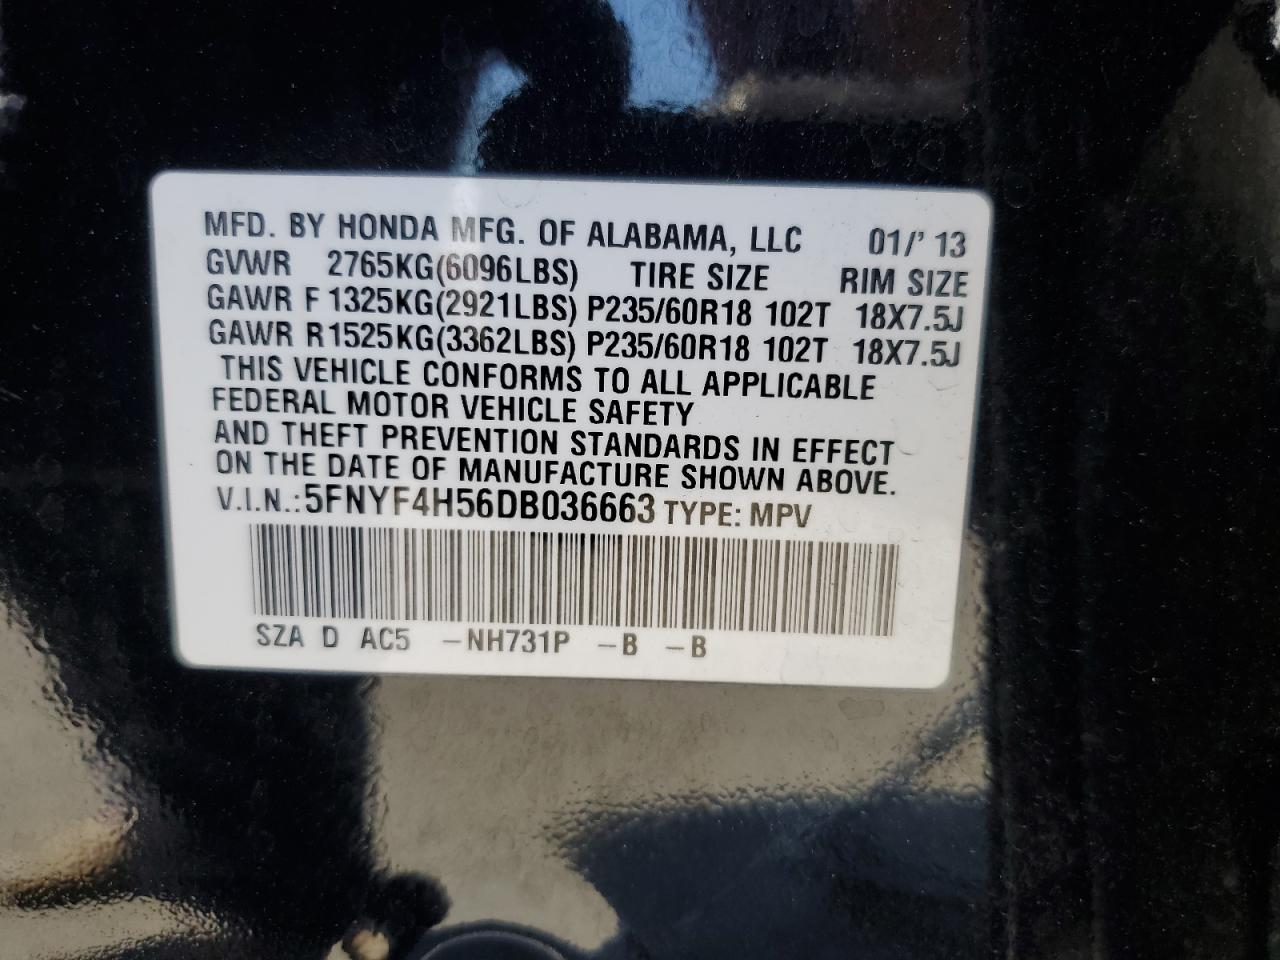 MFD. BY HONDA MFG. OF ALABAMA, LLC 01/' 13
GVWR 2765KG(6096LBS) TIRE SIZE RIM SIZE
GAWR F 1325KG(2921LBS) P235/60R18 102T 18X7.5J
GAWR R1525KG(3362LBS) P235/60R18 102T 18X7.5J
THIS VEHICLE CONFORMS TO ALL APPLICABLE
FEDERAL MOTOR VEHICLE SAFETY
AND THEFT PREVENTION STANDARDS IN EFFECT
ON THE DATE OF MANUFACTURE SHOWN ABOVE.
V.I.N.:5FNYF4H56DB036663 TYPE: MPV
SZA D AC5 –NH731P –B –B